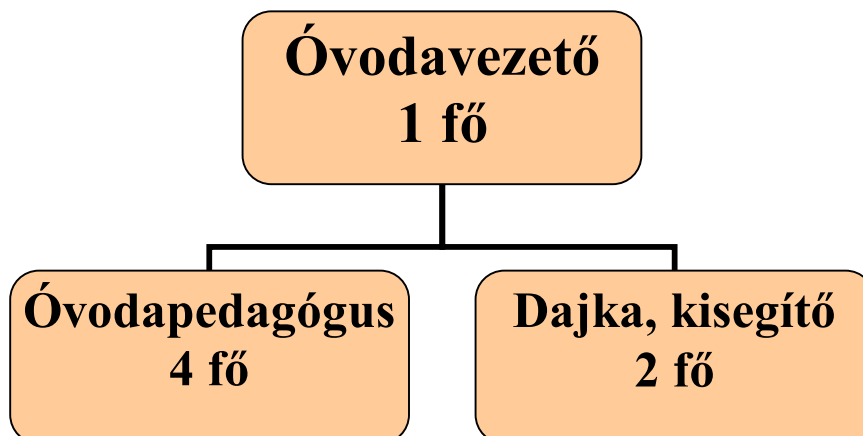 Óvodavezető
1 fő
Óvodapedagógus
4 fő
Dajka, kisegítő
2 fő